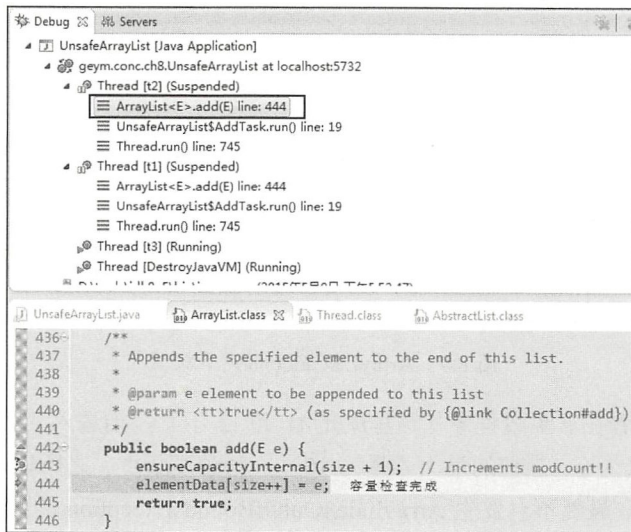 Debug Servers
UnsafeArrayList [Java Application]
geym.conc.ch8.UnsafeArrayList at localhost:5732
Thread [t2] (Suspended)
ArrayList<E>.add(E) line: 444
UnsafeArrayList$AddTask.run() line: 19
Thread.run() line: 745
Thread [t1] (Suspended)
ArrayList<E>.add(E) line: 444
UnsafeArrayList$AddTask.run() line: 19
Thread.run() line: 745
Thread [t3] (Running)
Thread [DestroyJavaVM] (Running)
UnsafeArrayList.java ArrayList.class Thread.class AbstractList.class
436 /**
437 * Appends the specified element to the end of this list.
438 *
439 * @param e element to be appended to this list
440 * @return <tt>true</tt> (as specified by {@link Collection#add})
441 */
442 public boolean add(E e) {
443 ensureCapacityInternal(size + 1); // Increments modCount!!
444 elementData[size++] = e; 容量检查完成
445 return true;
446 }